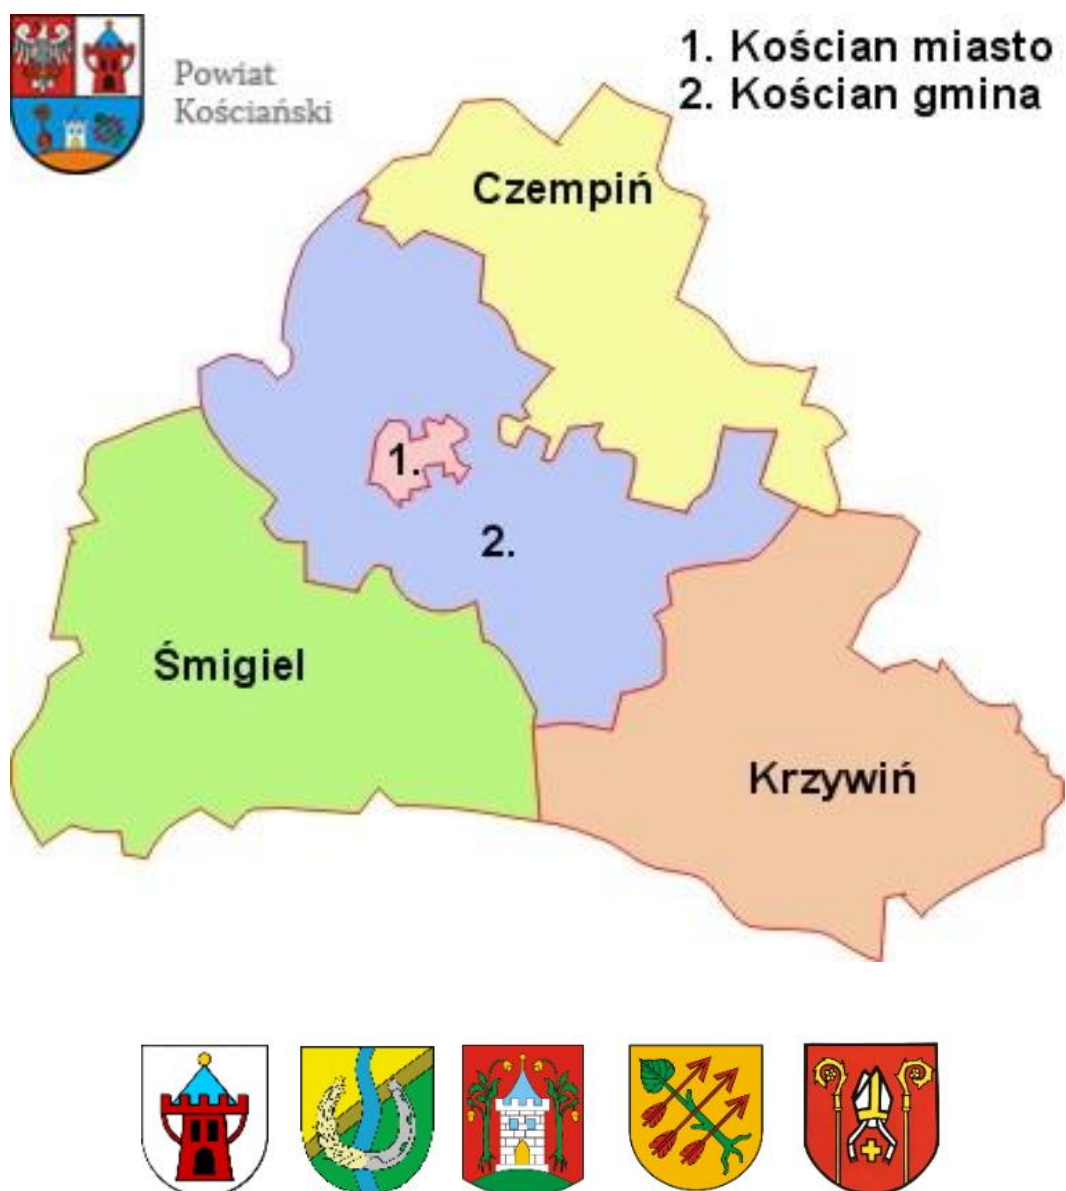 Powiat
Kościański
1. Kościan miasto
2. Kościan gmina
Czempiń
1.
2.
Śmigiel
Krzywiń